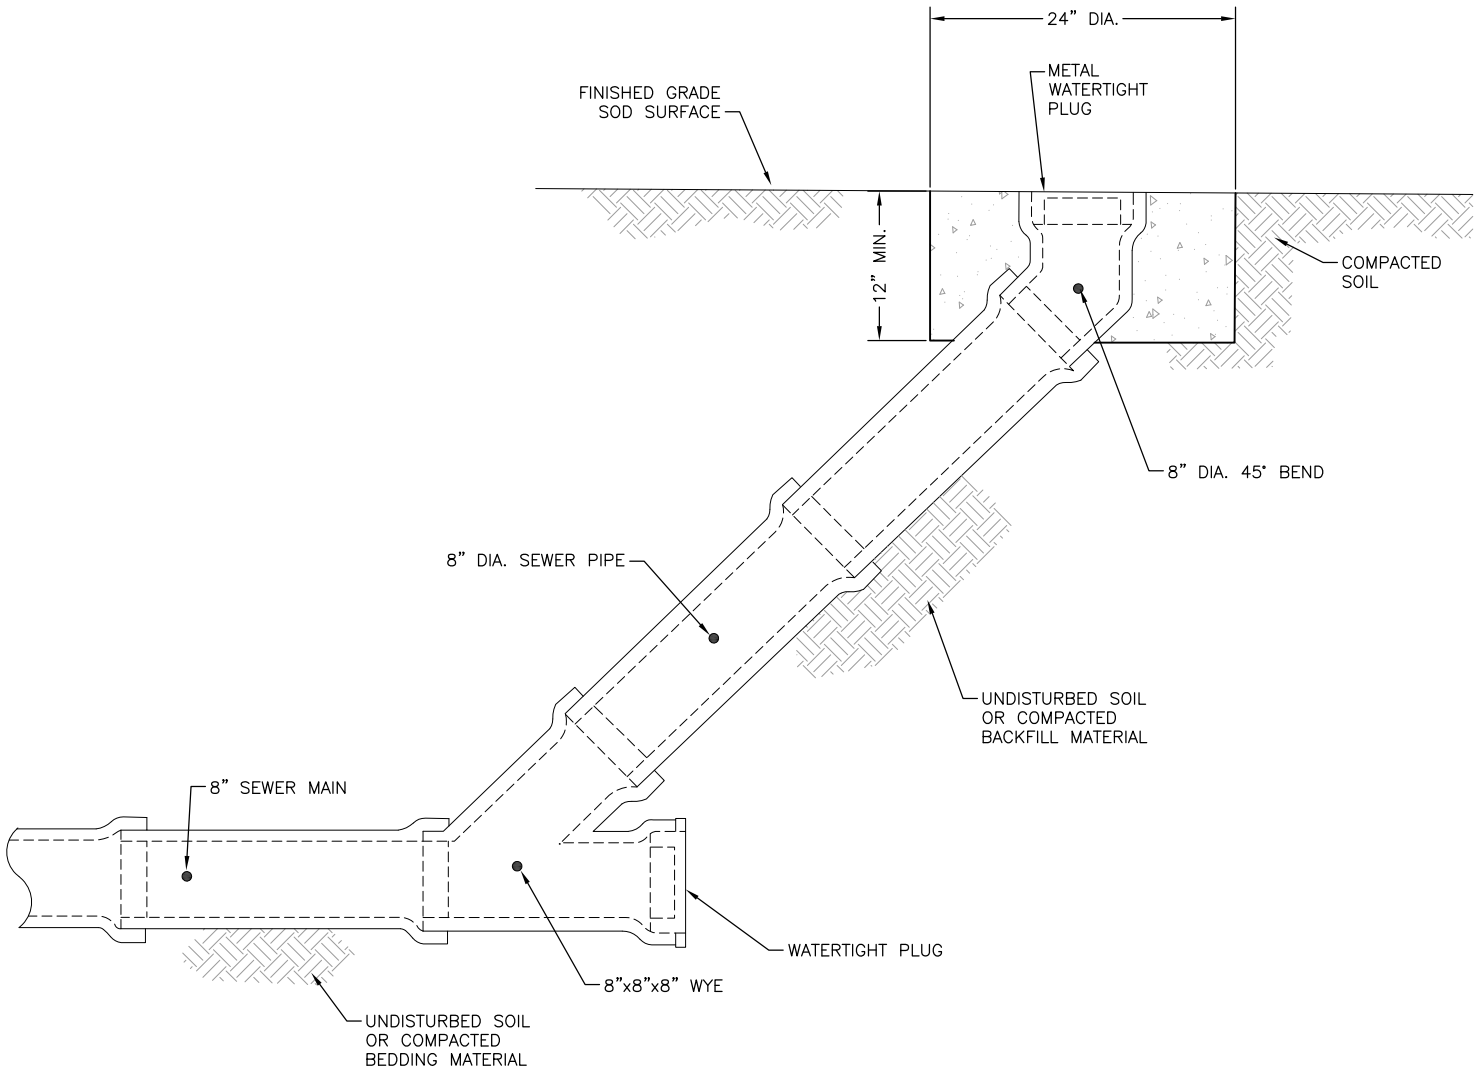 24” DIA.
METAL
WATERTIGHT
PLUG
FINISHED GRADE
SOD SURFACE
12” MIN.
COMPACTED
SOIL
8” DIA. 45° BEND
8” DIA. SEWER PIPE
UNDISTURBED SOIL
OR COMPACTED
BACKFILL MATERIAL
8” SEWER MAIN
WATERTIGHT PLUG
8”x8”x8” WYE
UNDISTURBED SOIL
OR COMPACTED
BEDDING MATERIAL